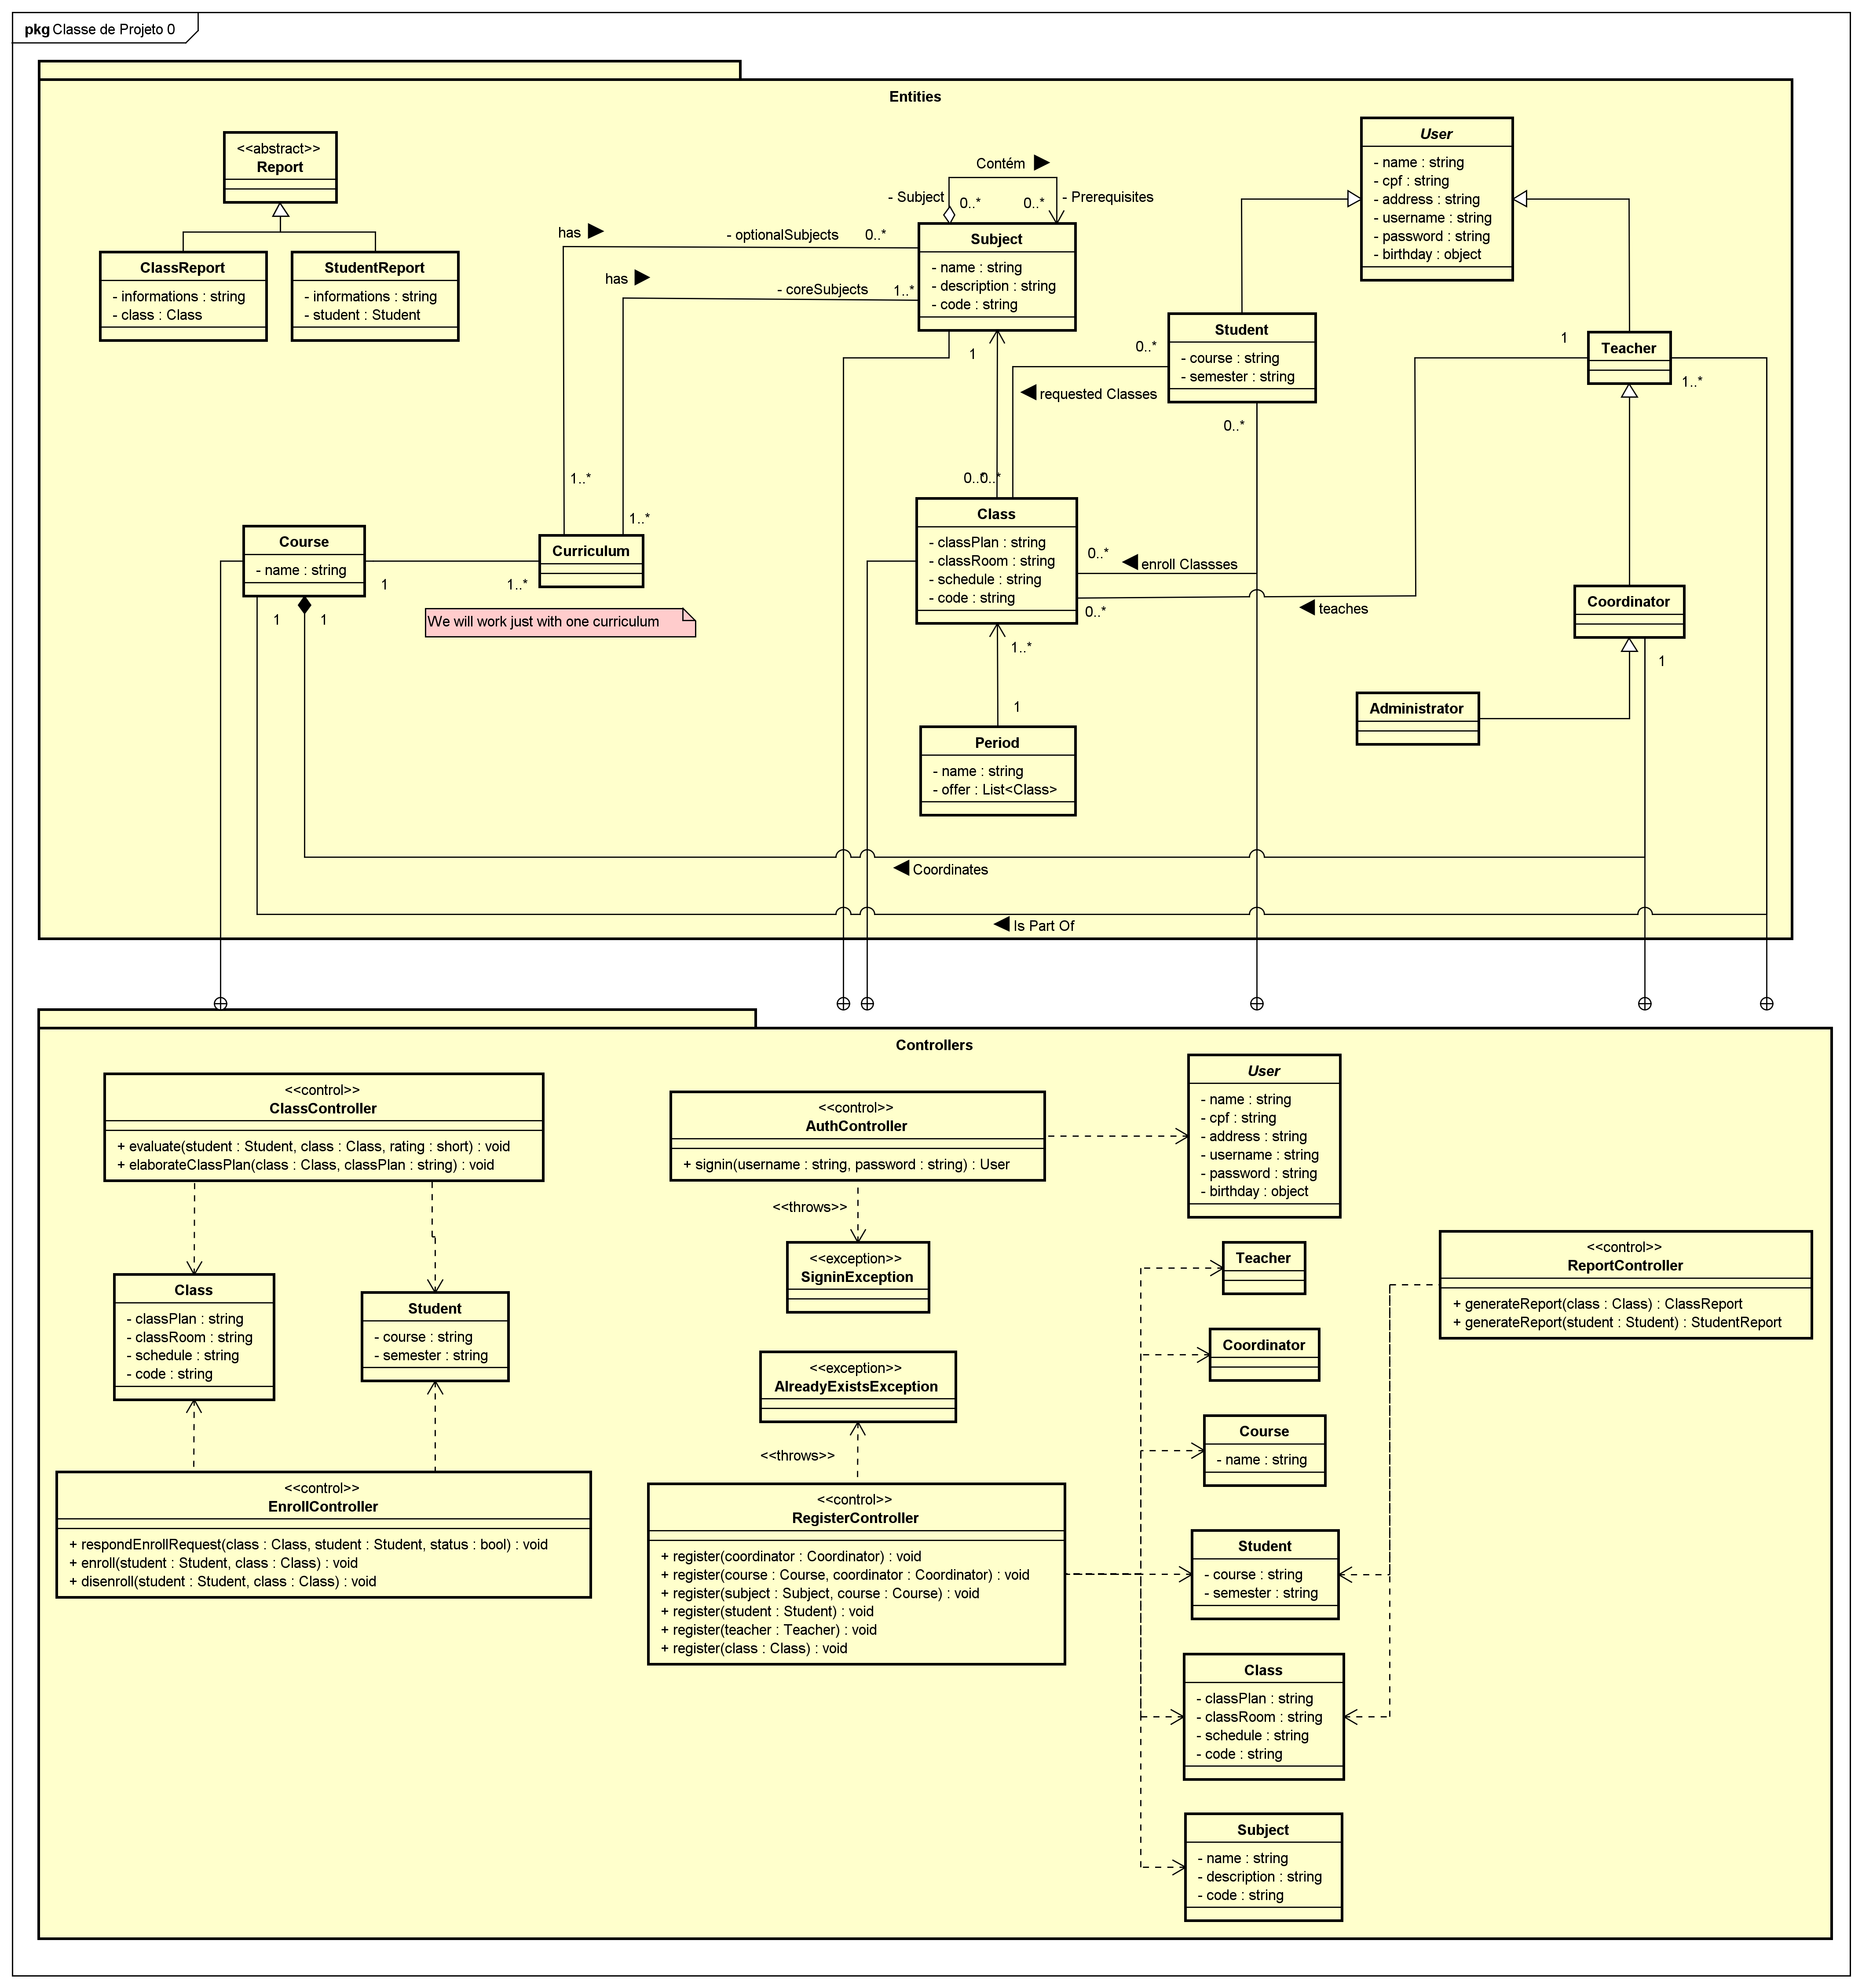 pkg Classe de Projeto 0
Entities
<<abstract>>
Report
ClassReport
- informations : string
- class : Class
StudentReport
- informations : string
- student : Student
Contém
- Subject
0..*
0..*
- Prerequisites
has
- optionalSubjects
0..*
has
- coreSubjects
1..*
Subject
- name : string
- description : string
- code : string
User
- name : string
- cpf : string
- address : string
- username : string
- password : string
- birthday : object
Student
- course : string
- semester : string
0..*
requested Classes
0..*
1
1
Teacher
1..*
1..*
1..*
0..*
0..*
Course
- name : string
1
1..*
Curriculum
1
1
We will work just with one curriculum
Class
- classPlan : string
- classRoom : string
- schedule : string
- code : string
0..*
enroll Classses
0..*
teaches
1..*
1
Period
- name : string
- offer : List<Class>
Coordinator
1
Administrator
Coordinates
Is Part Of
Controllers
<<control>>
ClassController
+ evaluate(student : Student, class : Class, rating : short) : void
+ elaborateClassPlan(class : Class, classPlan : string) : void
<<control>>
AuthController
+ signin(username : string, password : string) : User
User
- name : string
- cpf : string
- address : string
- username : string
- password : string
- birthday : object
<<throws>>
<<exception>>
SigninException
Class
- classPlan : string
- classRoom : string
- schedule : string
- code : string
Student
- course : string
- semester : string
Teacher
<<control>>
ReportController
+ generateReport(class : Class) : ClassReport
+ generateReport(student : Student) : StudentReport
Coordinator
<<exception>>
AlreadyExistsException
<<throws>>
Course
- name : string
<<control>>
EnrollController
+ respondEnrollRequest(class : Class, student : Student, status : bool) : void
+ enroll(student : Student, class : Class) : void
+ disenroll(student : Student, class : Class) : void
<<control>>
RegisterController
+ register(coordinator : Coordinator) : void
+ register(course : Course, coordinator : Coordinator) : void
+ register(subject : Subject, course : Course) : void
+ register(student : Student) : void
+ register(teacher : Teacher) : void
+ register(class : Class) : void
Student
- course : string
- semester : string
Class
- classPlan : string
- classRoom : string
- schedule : string
- code : string
Subject
- name : string
- description : string
- code : string